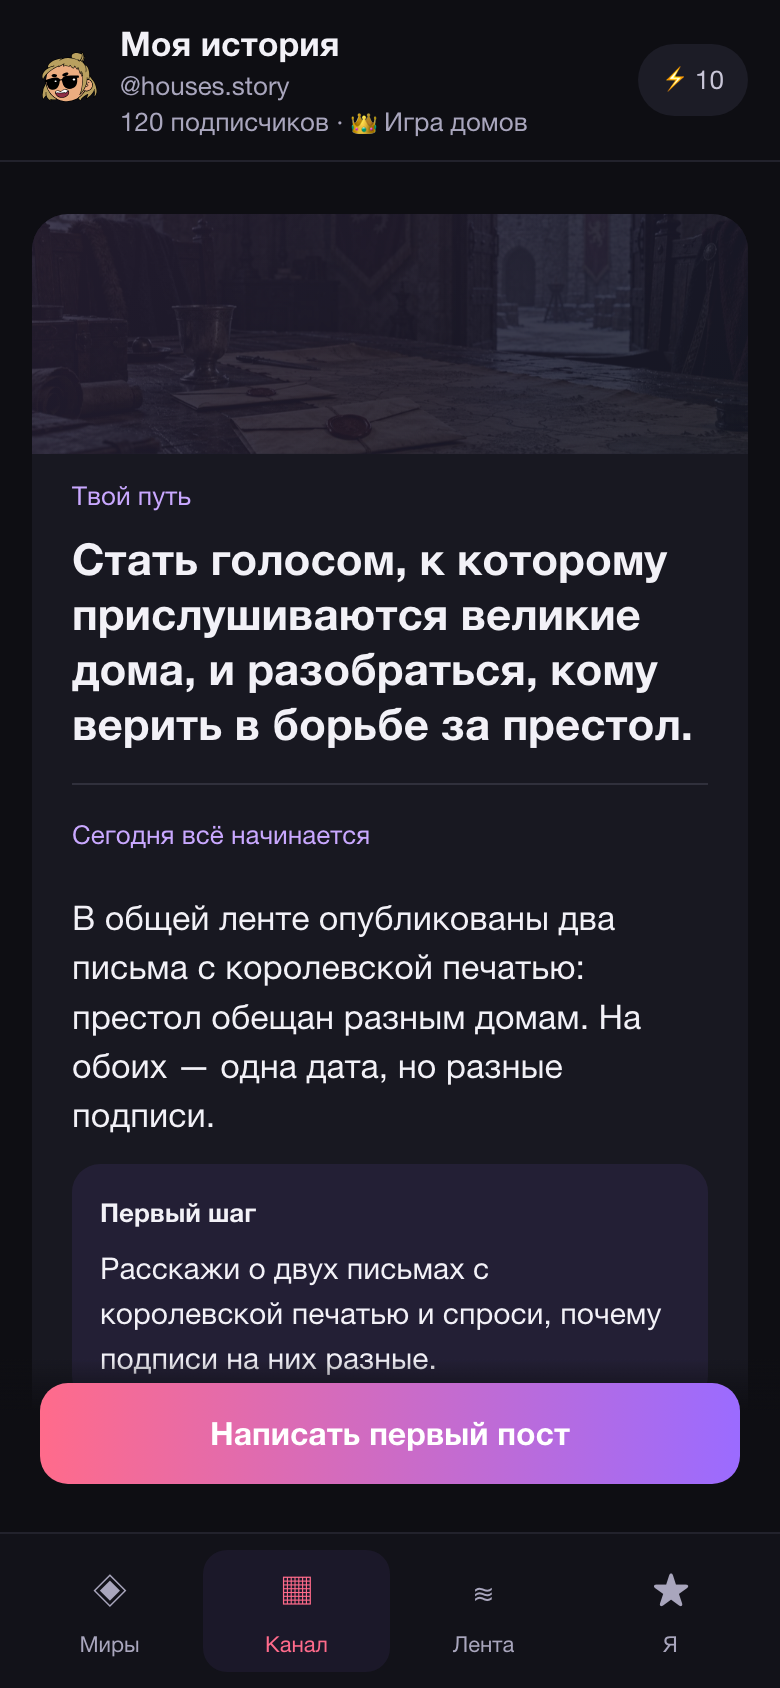 Моя история
@houses.story
120 подписчиков · 👑 Игра домов
⚡ 10
Твой путь
Стать голосом, к которому
прислушиваются великие
дома, и разобраться, кому
верить в борьбе за престол.
Сегодня всё начинается
В общей ленте опубликованы два
письма с королевской печатью:
престол обещан разным домам. На
обоих — одна дата, но разные
подписи.
Первый шаг
Расскажи о двух письмах с
королевской печатью и спроси, почему
подписи на них разные.
Написать первый пост
Миры
Канал
Лента
Я